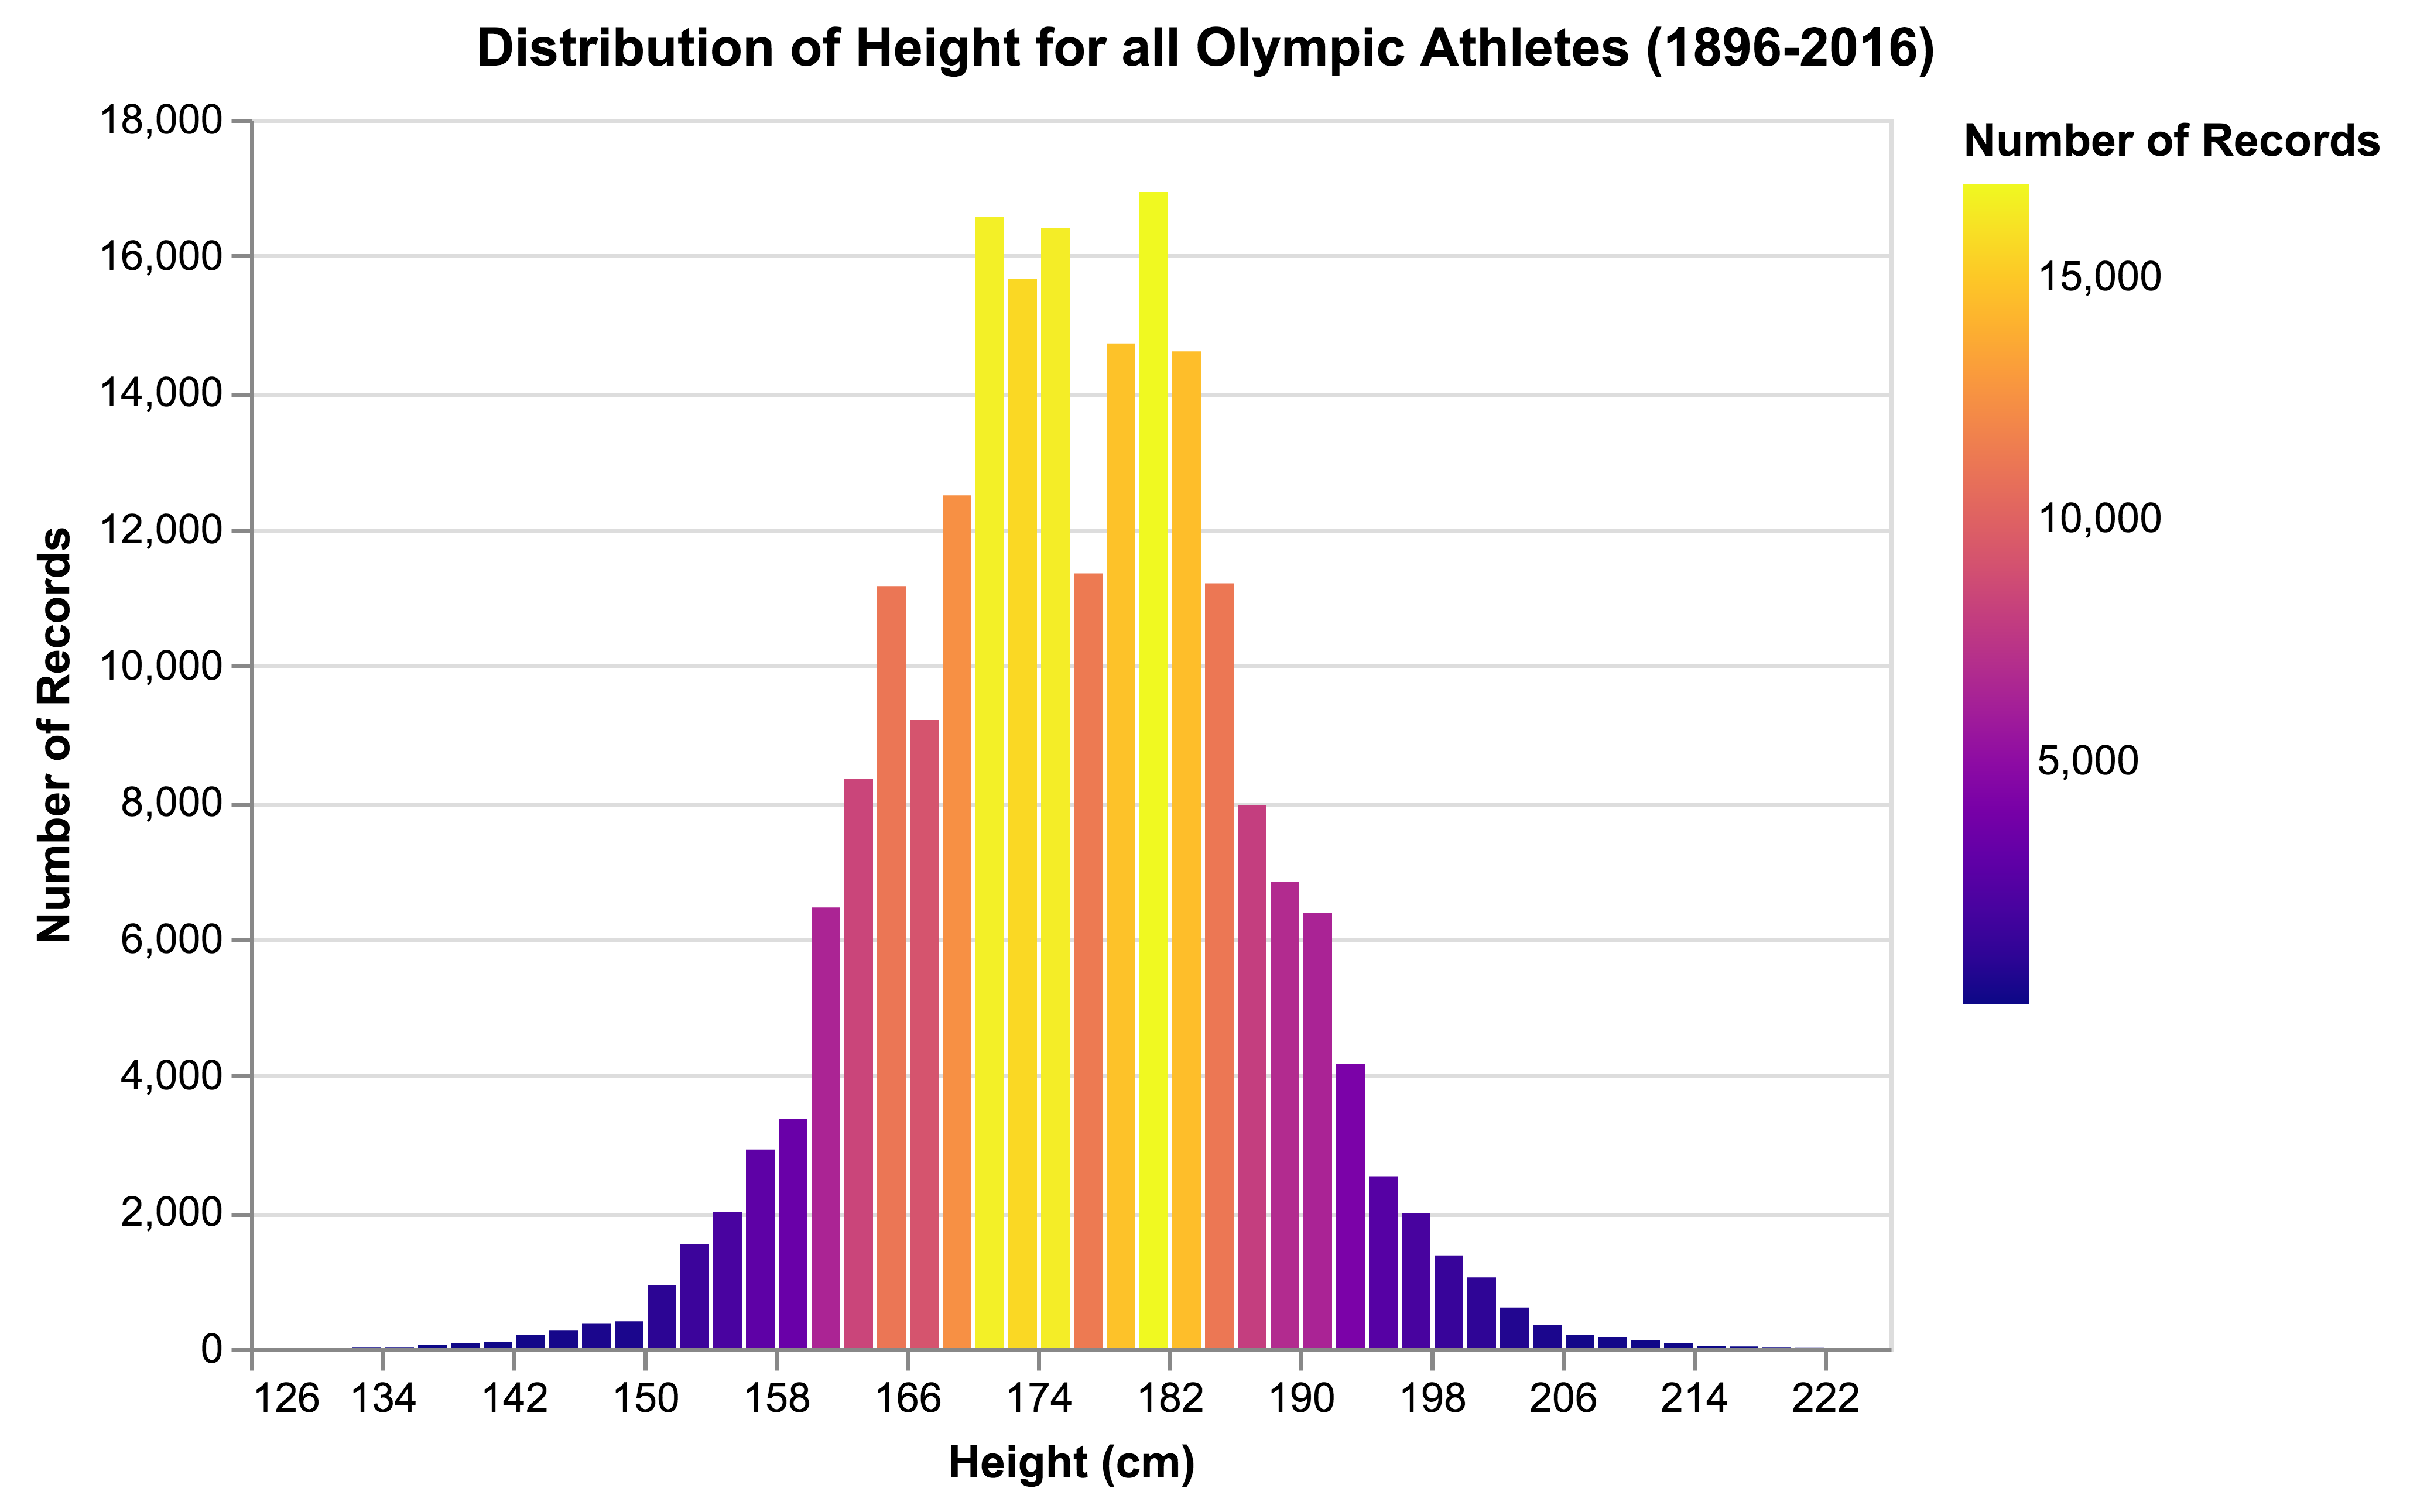 Distribution of Height for all Olympic Athletes (1896-2016)
18,000
16,000
14,000
12,000
10,000
8,000
6,000
4,000
2,000
0
Number of Records
126 134 142 150 158 166 174 182 190 198 206 214 222
Height (cm)
Number of Records
15,000
10,000
5,000